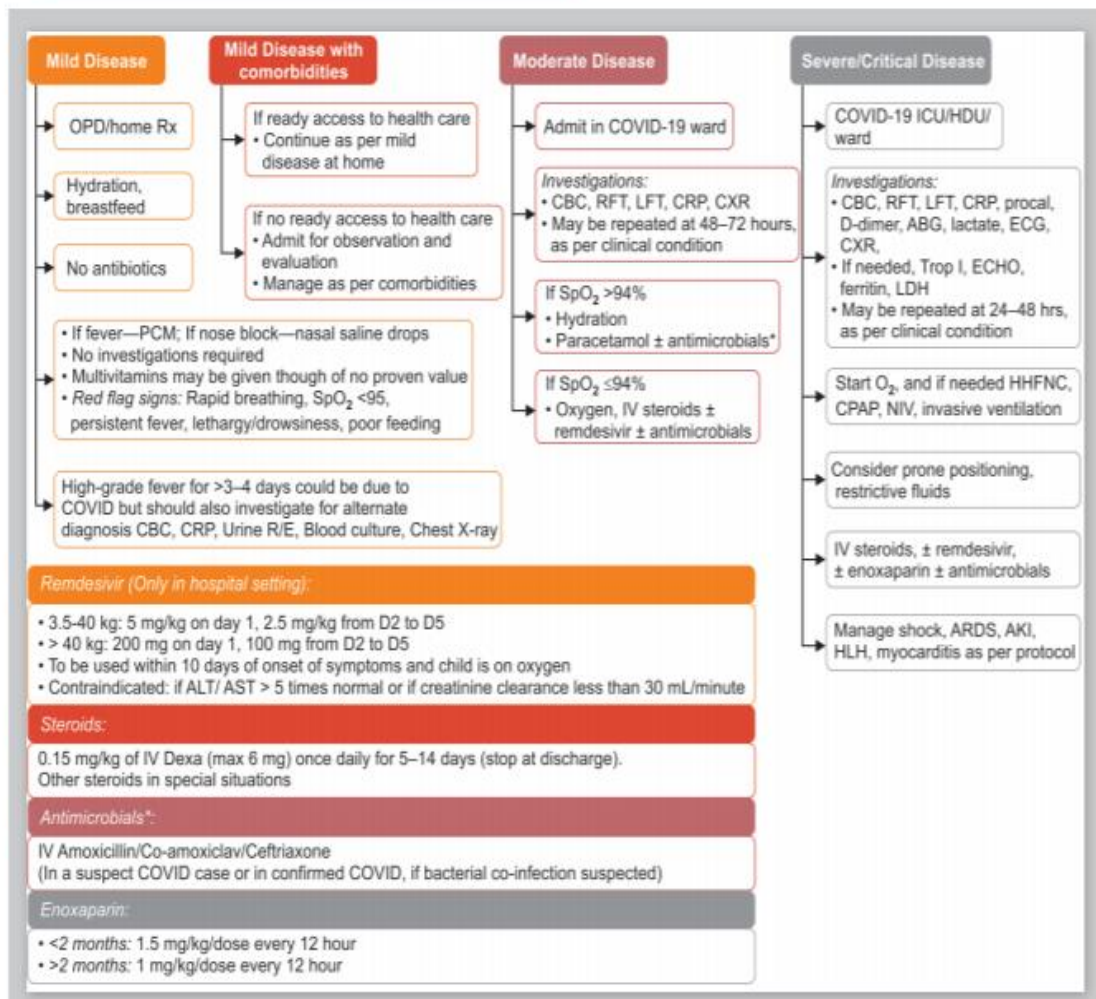 Mild Disease
OPD/home Rx
Hydration,
breastfeed
No antibiotics
• If fever—PCM; If nose block—nasal saline drops
• No investigations required
• Multivitamins may be given though of no proven value
• Red flag signs: Rapid breathing, SpO₂ <95,
persistent fever, lethargy/drowsiness, poor feeding
High-grade fever for >3–4 days could be due to
COVID but should also investigate for alternate
diagnosis CBC, CRP, Urine R/E, Blood culture, Chest X-ray
Mild Disease with
comorbidities
If ready access to health care
• Continue as per mild
disease at home
If no ready access to health care
• Admit for observation and
evaluation
• Manage as per comorbidities
Moderate Disease
Admit in COVID-19 ward
Investigations:
• CBC, RFT, LFT, CRP, CXR
• May be repeated at 48–72 hours,
as per clinical condition
If SpO₂ >94%
• Hydration
• Paracetamol ± antimicrobials*
If SpO₂ ≤94%
• Oxygen, IV steroids ±
remdesivir ± antimicrobials
Severe/Critical Disease
COVID-19 ICU/HDU/
ward
Investigations:
• CBC, RFT, LFT, CRP, procal,
D-dimer, ABG, lactate, ECG,
CXR,
• If needed, Trop I, ECHO,
ferritin, LDH
• May be repeated at 24–48 hrs,
as per clinical condition
Start O₂, and if needed HHFNC,
CPAP, NIV, invasive ventilation
Consider prone positioning,
restrictive fluids
IV steroids, ± remdesivir,
± enoxaparin ± antimicrobials
Manage shock, ARDS, AKI,
HLH, myocarditis as per protocol
Remdesivir (Only in hospital setting):
• 3.5-40 kg: 5 mg/kg on day 1, 2.5 mg/kg from D2 to D5
• > 40 kg: 200 mg on day 1, 100 mg from D2 to D5
• To be used within 10 days of onset of symptoms and child is on oxygen
• Contraindicated: if ALT/ AST > 5 times normal or if creatinine clearance less than 30 mL/minute
Steroids:
0.15 mg/kg of IV Dexa (max 6 mg) once daily for 5–14 days (stop at discharge).
Other steroids in special situations
Antimicrobials*:
IV Amoxicillin/Co-amoxiclav/Ceftriaxone
(In a suspect COVID case or in confirmed COVID, if bacterial co-infection suspected)
Enoxaparin:
• <2 months: 1.5 mg/kg/dose every 12 hour
• >2 months: 1 mg/kg/dose every 12 hour